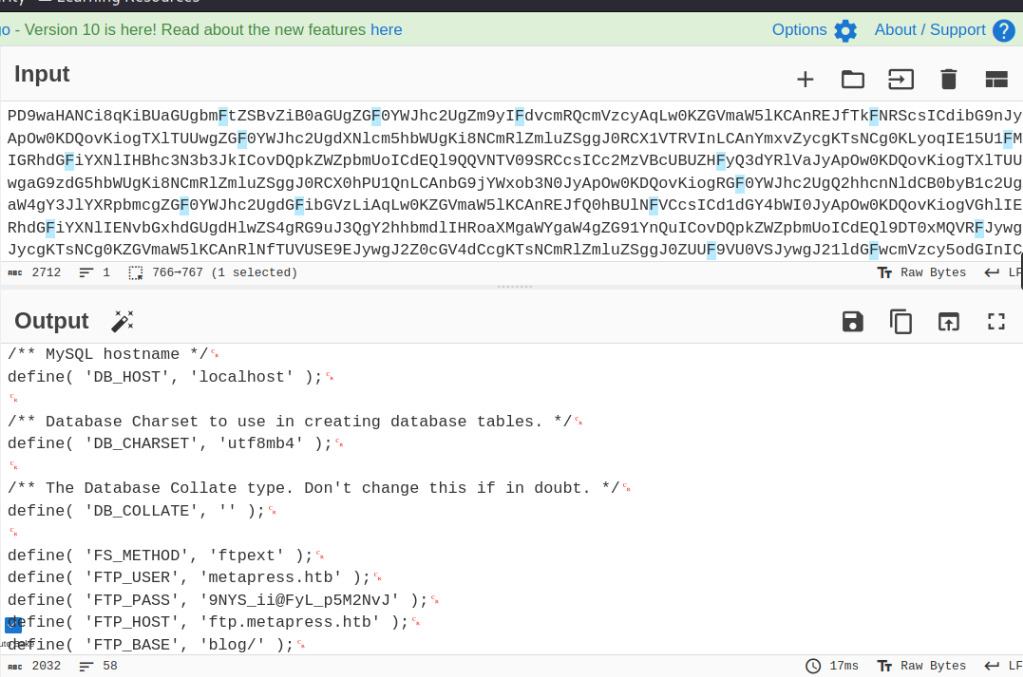 - Version 10 is here! Read about the new features here
Options
About / Support
Input
PD9waHANCi8qKiBUaGUgbmFtZSBvZiB0aGUgZGF0YWJhc2UgZm9yIFdvcmRQcmVzcyAqLw0KZGVmaW5lKCAnREJfTkFNRScsICdibG9nJy
ApOw0KDQovKiogTXlTUUwgZGF0YWJhc2UgdXNlcm5hbWUgKi8NCmRlZmluZSggJ0RCX1VTRVInLCAnYmxvZycgKTsNCg0KLyoqIE15U1FM
IGRhdGFiYXNlIHBhc3N3b3JkICovDQpkZWZpbmUoICdEQl9QQVNTV09SRCcsICc2MzVBcUBUZHFyQ3dYRlVaJyApOw0KDQovKiogTXlTUU
wgaG9zdG5hbWUgKi8NCmRlZmluZSggJ0RCX0hPU1QnLCAnbG9jYWxob3N0JyApOw0KDQovKiogRGF0YWJhc2UgQ2hhcnNldCB0byB1c2Ug
aW4gY3JlYXRpbmcgZGF0YWJhc2UgdGFibGVzLiAqLw0KZGVmaW5lKCAnREJfQ0hBUlNFVCcsICd1dGY4bWI0JyApOw0KDQovKiogVGhlIE
RhdGFiYXNlIENvbGxhdGUgdHlwZS4gRG9uJ3QgY2hhbmdlIHRoaXMgaWYgaW4gZG91YnQuICovDQpkZWZpbmUoICdEQl9DT0xMQVRFJywg
JycgKTsNCg0KZGVmaW5lKCAnRlNfTUVUSE9EJywgJ2Z0cGV4dCcgKTsNCmRlZmluZSggJ0ZUUF9VU0VSJywgJ21ldGFwcmVzcy5odGInIC
2712
1
766→767 (1 selected)
Raw Bytes
LF
Output
/** MySQL hostname */
define( 'DB_HOST', 'localhost' );
/** Database Charset to use in creating database tables. */
define( 'DB_CHARSET', 'utf8mb4' );
/** The Database Collate type. Don't change this if in doubt. */
define( 'DB_COLLATE', '' );
define( 'FS_METHOD', 'ftpext' );
define( 'FTP_USER', 'metapress.htb' );
define( 'FTP_PASS', '9NYS_ii@FyL_p5M2NvJ' );
define( 'FTP_HOST', 'ftp.metapress.htb' );
define( 'FTP_BASE', 'blog/' );
2032
58
17ms
Raw Bytes
LF